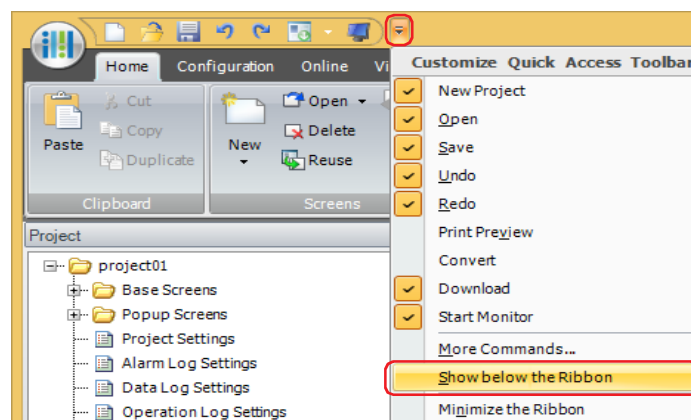 Home Configuration Online
Customize Quick Access Toolbar
Cut
Copy
Duplicate
Paste
Clipboard
New
Open
Delete
Reuse
Screens
New Project
Open
Save
Undo
Redo
Print Preview
Convert
Download
Start Monitor
More Commands...
Show below the Ribbon
Minimize the Ribbon
Project
project01
Base Screens
Popup Screens
Project Settings
Alarm Log Settings
Data Log Settings
Operation Log Settings